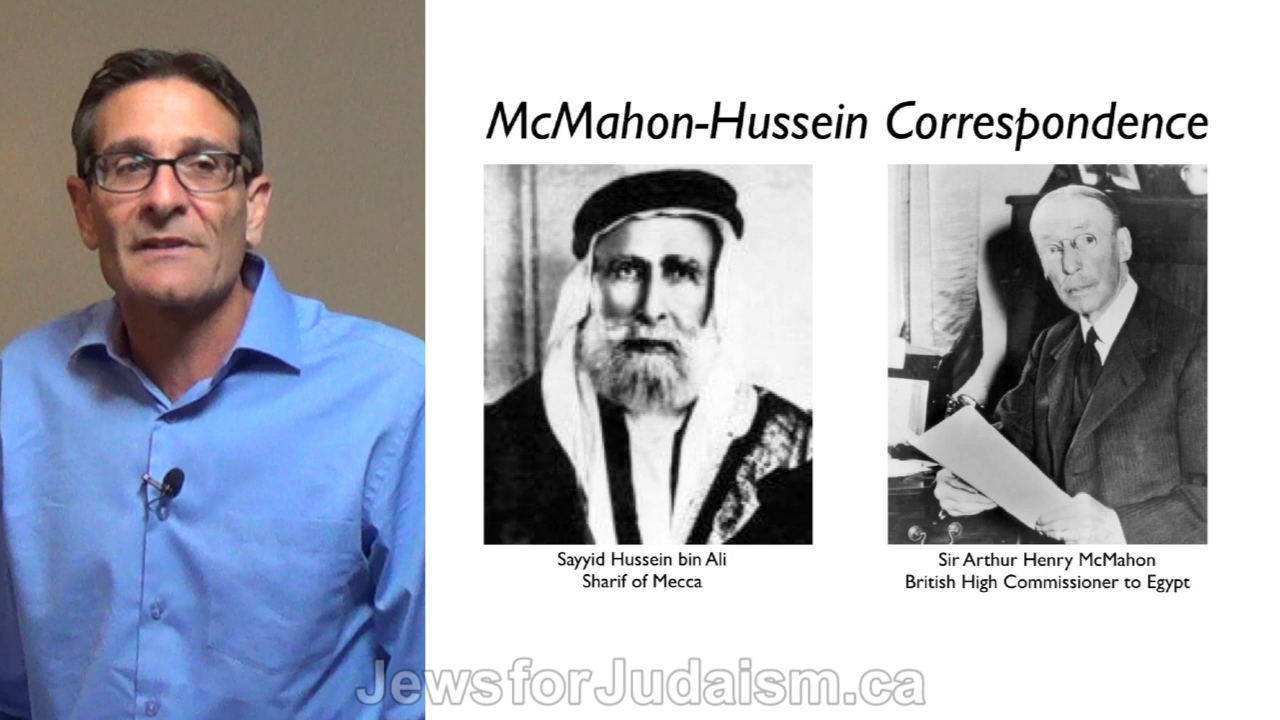 McMahon-Hussein Correspondence
Sayyid Hussein bin Ali
Sharif of Mecca
Sir Arthur Henry McMahon
British High Commissioner to Egypt
JewsforJudaism.ca